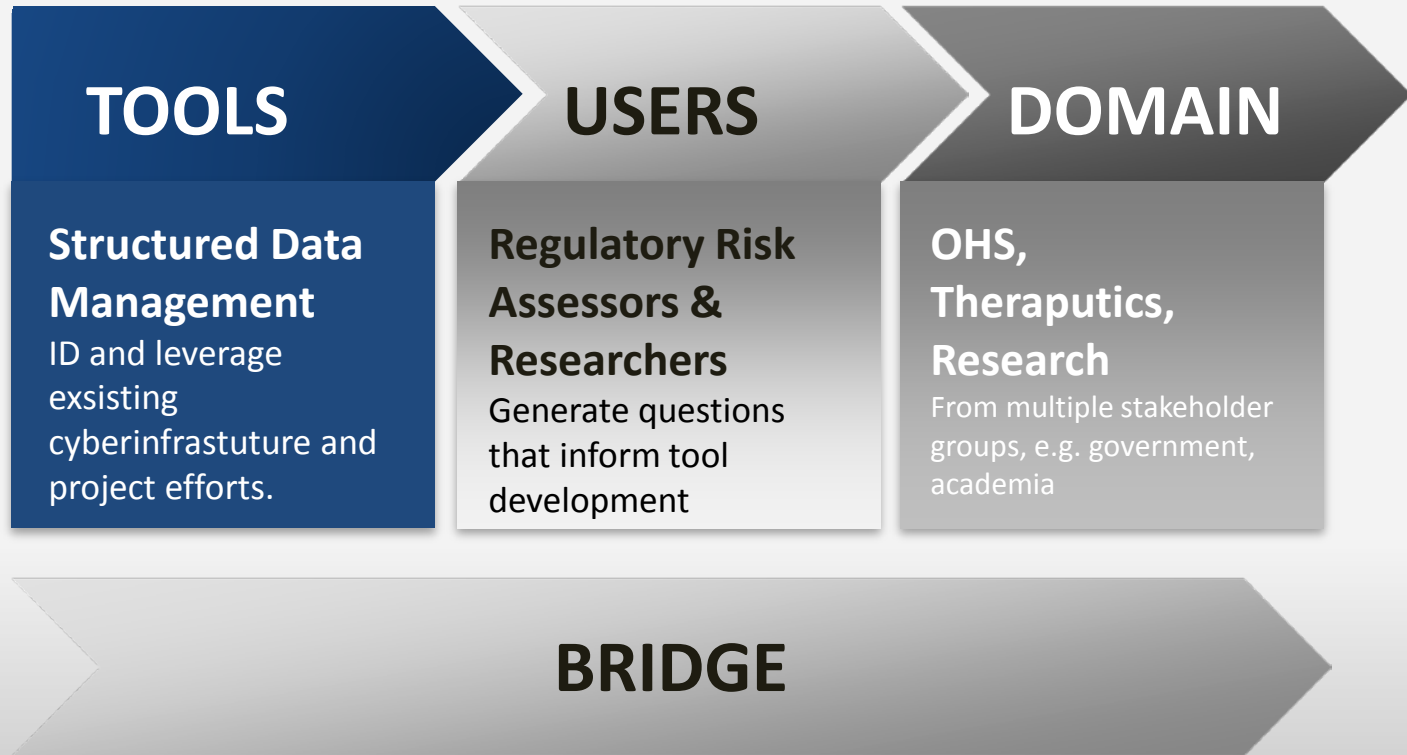 TOOLS
Structured Data
Management
ID and leverage
exsisting
cyberinfrastuture and
project efforts.
USERS
Regulatory Risk
Assessors &
Researchers
Generate questions
that inform tool
development
DOMAIN
OHS,
Theraputics,
Research
From multiple stakeholder
groups, e.g. government,
academia
BRIDGE